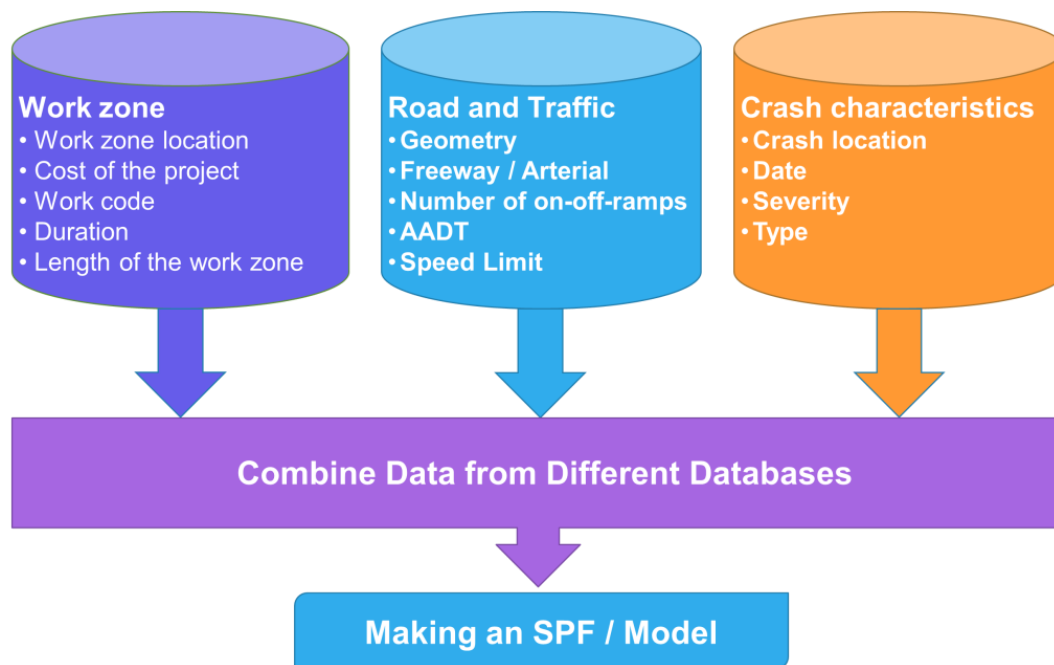 Work zone
• Work zone location
• Cost of the project
• Work code
• Duration
• Length of the work zone
Road and Traffic
• Geometry
• Freeway / Arterial
• Number of on-off-ramps
• AADT
• Speed Limit
Crash characteristics
• Crash location
• Date
• Severity
• Type
Combine Data from Different Databases
Making an SPF / Model